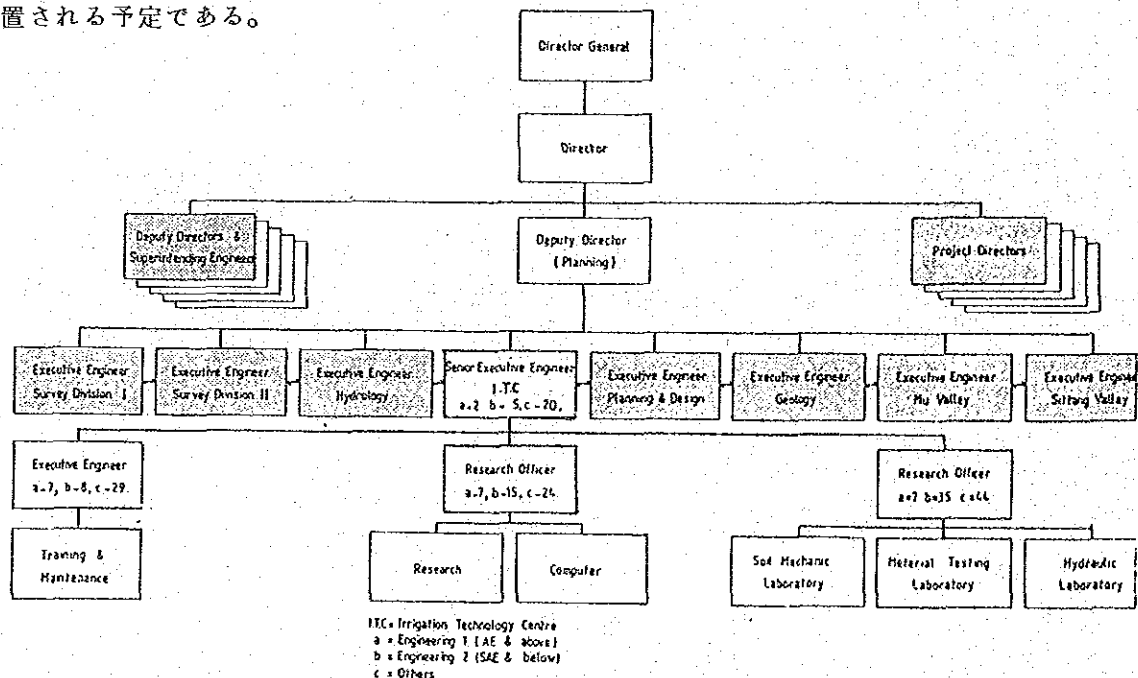 置される予定である。
Director General
Director
Deputy Directors &
Superintending Engineer
Deputy Director
(Planning)
Project Directors
Executive Engineer
Survey Division I
Executive Engineer
Survey Division II
Executive Engineer
Hydrology
Senior Executive Engineer
I.T.C
a=2 b=5, c=20,
Executive Engineer
Planning & Design
Executive Engineer
Geology
Executive Engineer
Mu Valley
Executive Engine
Sittang Valley
Executive Engineer
a=7, b=8, c=29.
Research Officer
a=7, b=15, c=24
Research Officer
a=7 b=35 c=44
Training &
Maintenance
Research
Computer
Soil Mechanic
Laboratory
Material Testing
Laboratory
Hydraulic
Laboratory
I.T.C= Irrigation Technology Centre
a = Engineering 1 (AE & above)
b = Engineering 2 (SAE & below)
c = Others